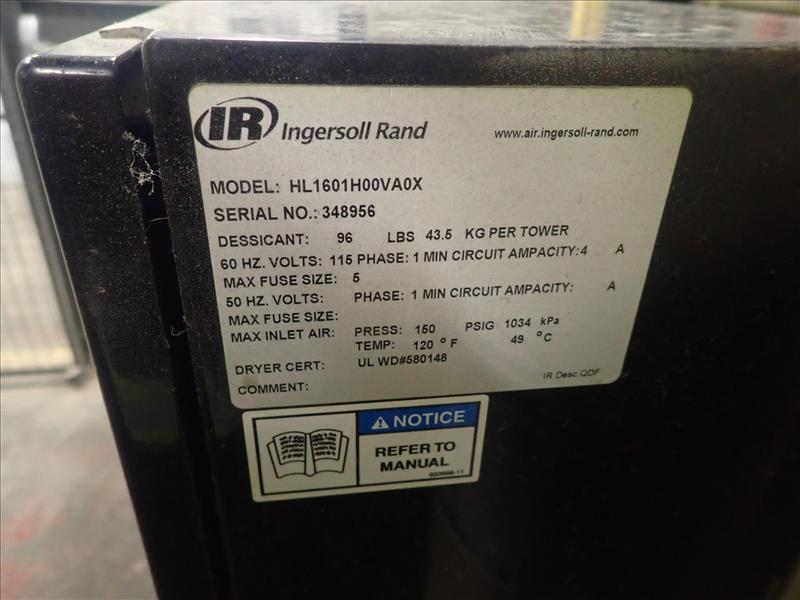 IR Ingersoll Rand
www.air.ingersoll-rand.com
MODEL: HL1601H00VA0X
SERIAL NO.: 348956
DESSICANT: 96 LBS 43.5 KG PER TOWER
60 HZ. VOLTS: 115 PHASE: 1 MIN CIRCUIT AMPACITY: 4 A
MAX FUSE SIZE: 5
50 HZ. VOLTS: PHASE: 1 MIN CIRCUIT AMPACITY: A
MAX FUSE SIZE:
MAX INLET AIR: PRESS: 150 PSIG 1034 kPa
TEMP: 120 °F 49 °C
DRYER CERT: UL WD#580148
COMMENT:
IR Desc.QDF
NOTICE
REFER TO
MANUAL